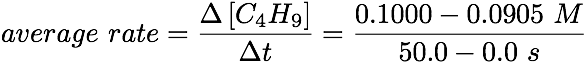 average rate = Δ [C₄H₉] / Δt = 0.1000 − 0.0905 M / 50.0 − 0.0 s